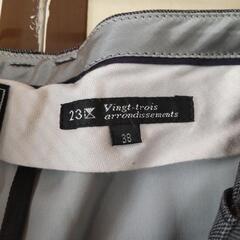 23区 Vingt-trois
arrondissements
38